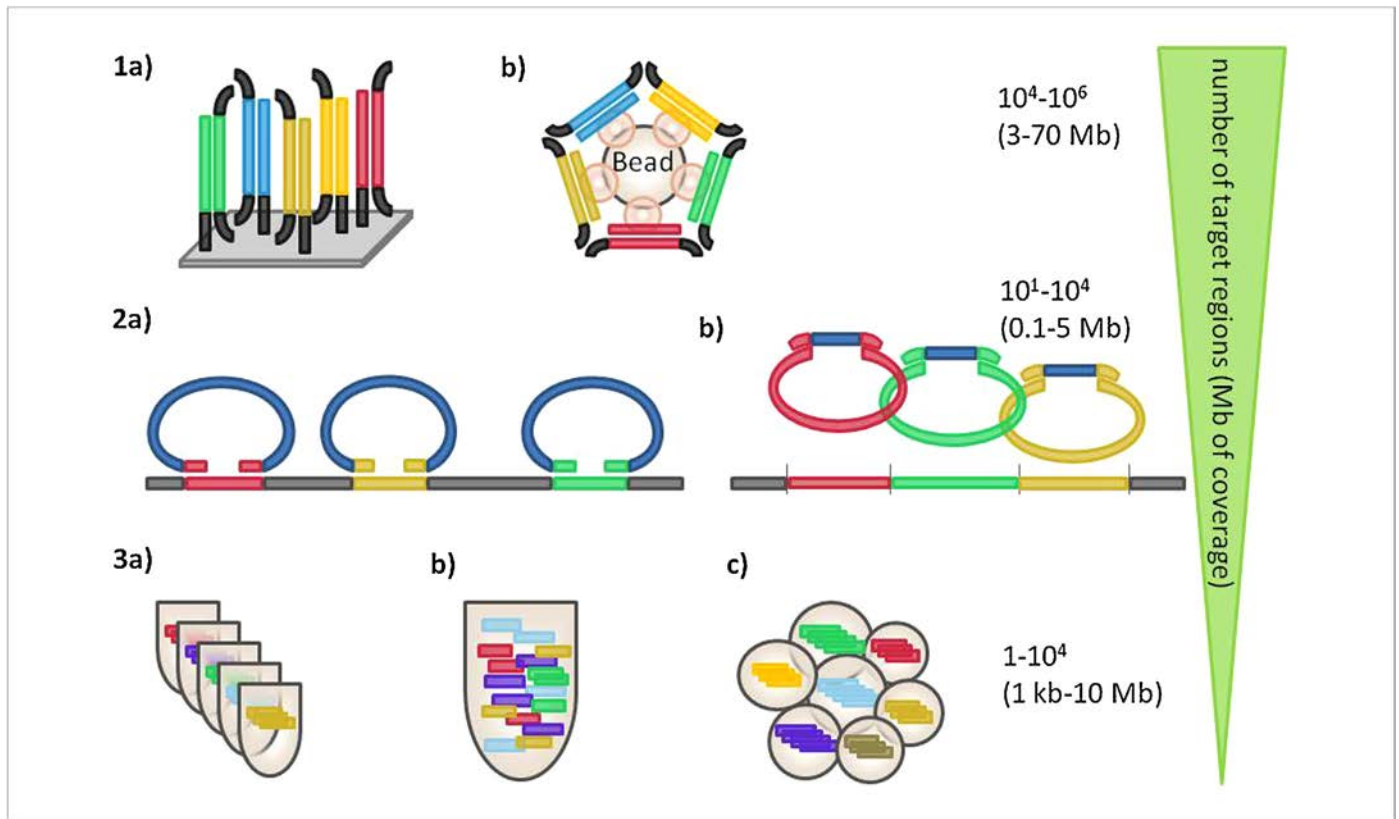 1a)
b)
Bead
10⁴-10⁶
(3-70 Mb)
number of target regions (Mb of coverage)
2a)
b)
10¹-10⁴
(0.1-5 Mb)
3a)
b)
c)
1-10⁴
(1 kb-10 Mb)